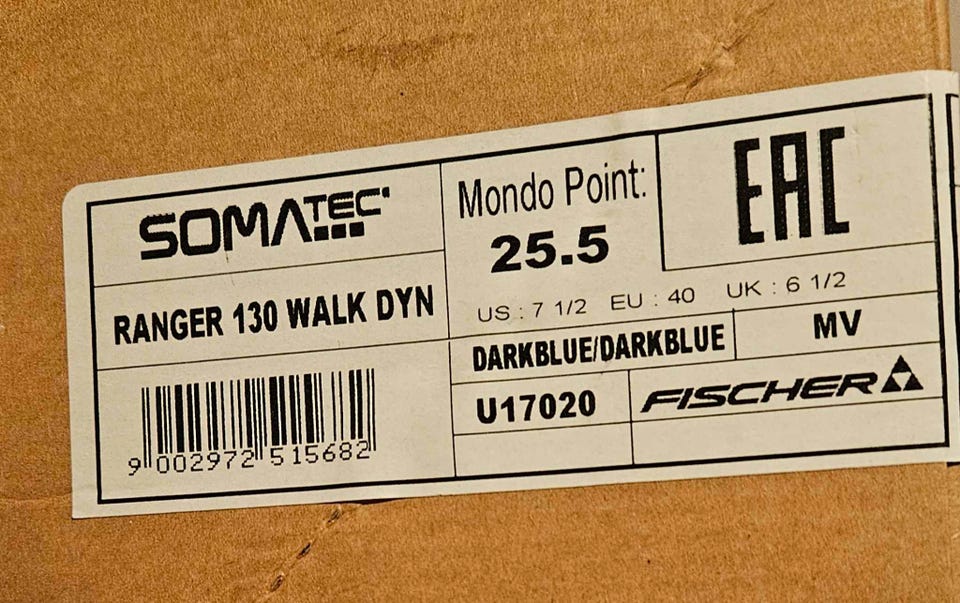 SOMATEC
RANGER 130 WALK DYN
9 002972 515682
Mondo Point:
25.5
EAC
US : 7 1/2 EU : 40 UK : 6 1/2
DARKBLUE/DARKBLUE
MV
U17020
FISCHER